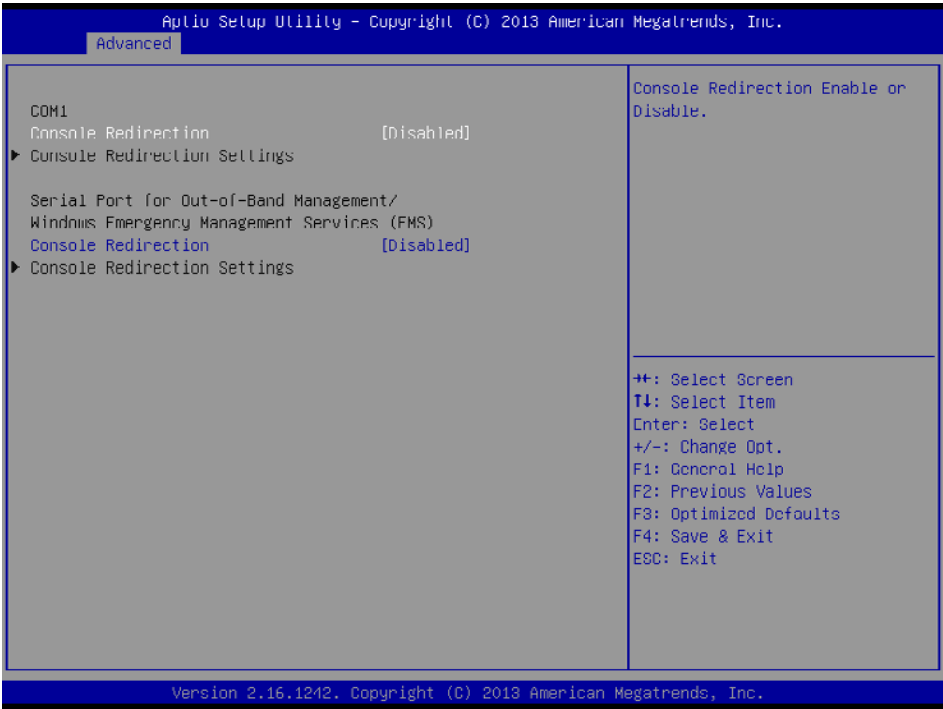 Aptio Setup Utility – Copyright (C) 2013 American Megatrends, Inc.
Advanced
COM1
Console Redirection [Disabled]
► Console Redirection Settings
Serial Port for Out-of-Band Management/
Windows Emergency Management Services (EMS)
Console Redirection [Disabled]
► Console Redirection Settings
Console Redirection Enable or
Disable.
→←: Select Screen
↑↓: Select Item
Enter: Select
+/-: Change Opt.
F1: General Help
F2: Previous Values
F3: Optimized Defaults
F4: Save & Exit
ESC: Exit
Version 2.16.1242. Copyright (C) 2013 American Megatrends, Inc.